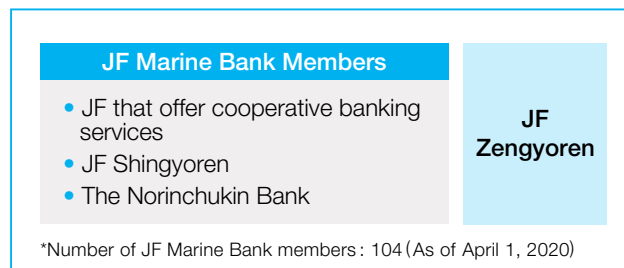 JF Marine Bank Members
• JF that offer cooperative banking
services
• JF Shingyoren
• The Norinchukin Bank
JF
Zengyoren
*Number of JF Marine Bank members : 104 (As of April 1, 2020)